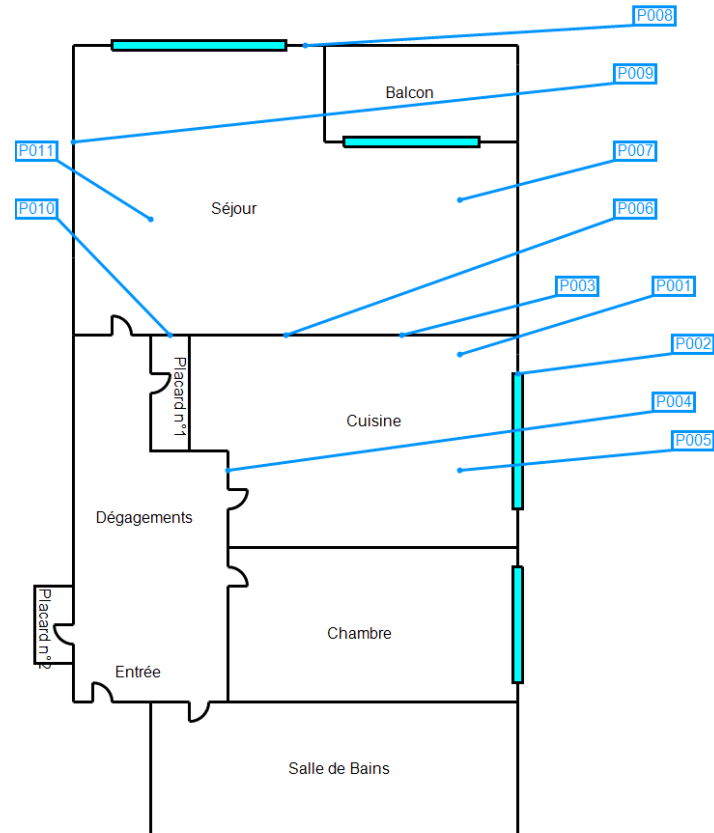 P008
P009
Balcon
P011
P007
Séjour
P010
P006
P003
P001
P002
Placard n°1
P004
Cuisine
P005
Dégagements
Placard n°2
Chambre
Entrée
Salle de Bains